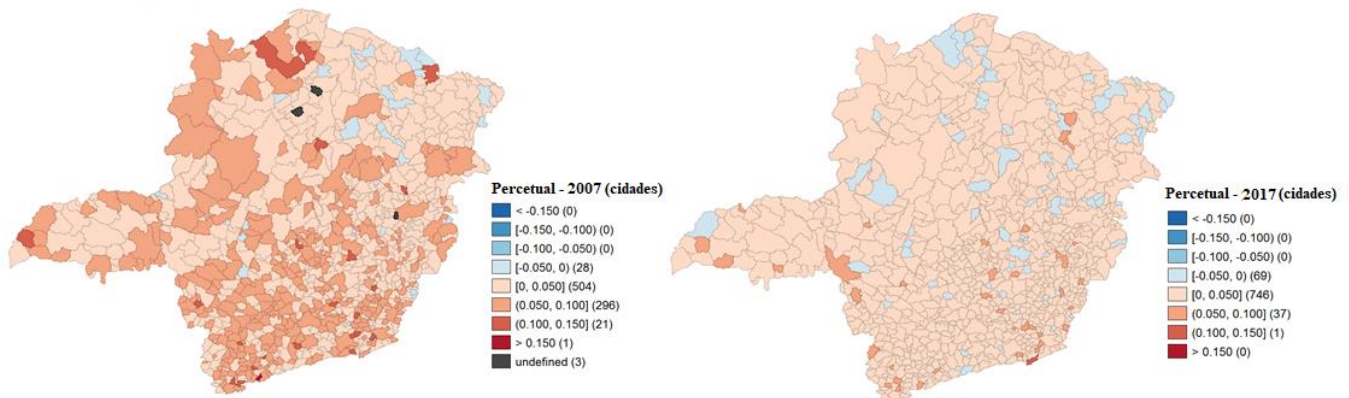 Percetual - 2007 (cidades)
< -0.150 (0)
[-0.150, -0.100) (0)
[-0.100, -0.050) (0)
[-0.050, 0) (28)
[0, 0.050] (504)
(0.050, 0.100] (296)
(0.100, 0.150] (21)
> 0.150 (1)
undefined (3)
Percetual - 2017 (cidades)
< -0.150 (0)
[-0.150, -0.100) (0)
[-0.100, -0.050) (0)
[-0.050, 0) (69)
[0, 0.050] (746)
(0.050, 0.100] (37)
(0.100, 0.150] (1)
> 0.150 (0)